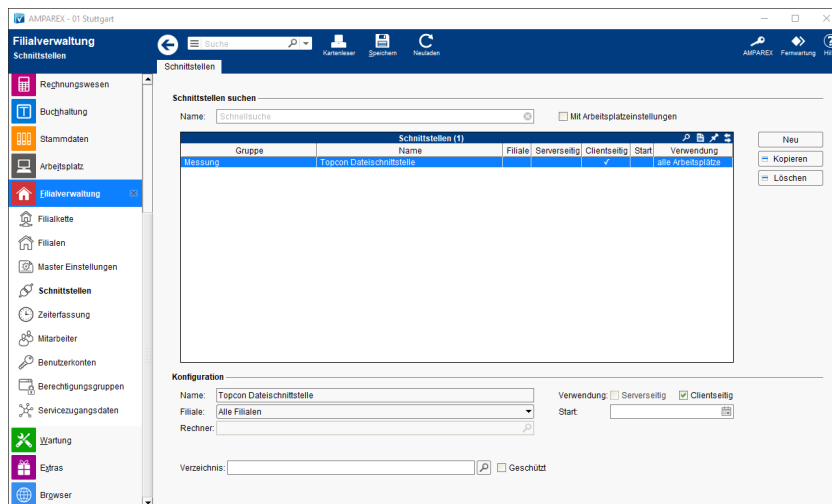 AMPAREX - 01 Stuttgart
Filialverwaltung
Schnittstellen
Suche
Kartenleser
Speichern
Neuladen
AMPAREX
Fernwartung
Schnittstellen
Rechnungswesen
Buchhaltung
Stammdaten
Arbeitsplatz
Filialverwaltung
Filialkette
Filialen
Master Einstellungen
Schnittstellen
Zeiterfassung
Mitarbeiter
Benutzerkonten
Berechtigungsgruppen
Servicezugangsdaten
Wartung
Extras
Browser
Schnittstellen suchen
Name: Schnellsuche Mit Arbeitsplatzeinstellungen
Schnittstellen (1)
Gruppe Name Filiale Serverseitig Clientseitig Start Verwendung
Messung Topcon Dateischnittstelle ✓ alle Arbeitsplätze
Neu
Kopieren
Löschen
Konfiguration
Name: Topcon Dateischnittstelle Verwendung: Serverseitig Clientseitig
Filiale: Alle Filialen Start:
Rechner:
Verzeichnis: Geschützt